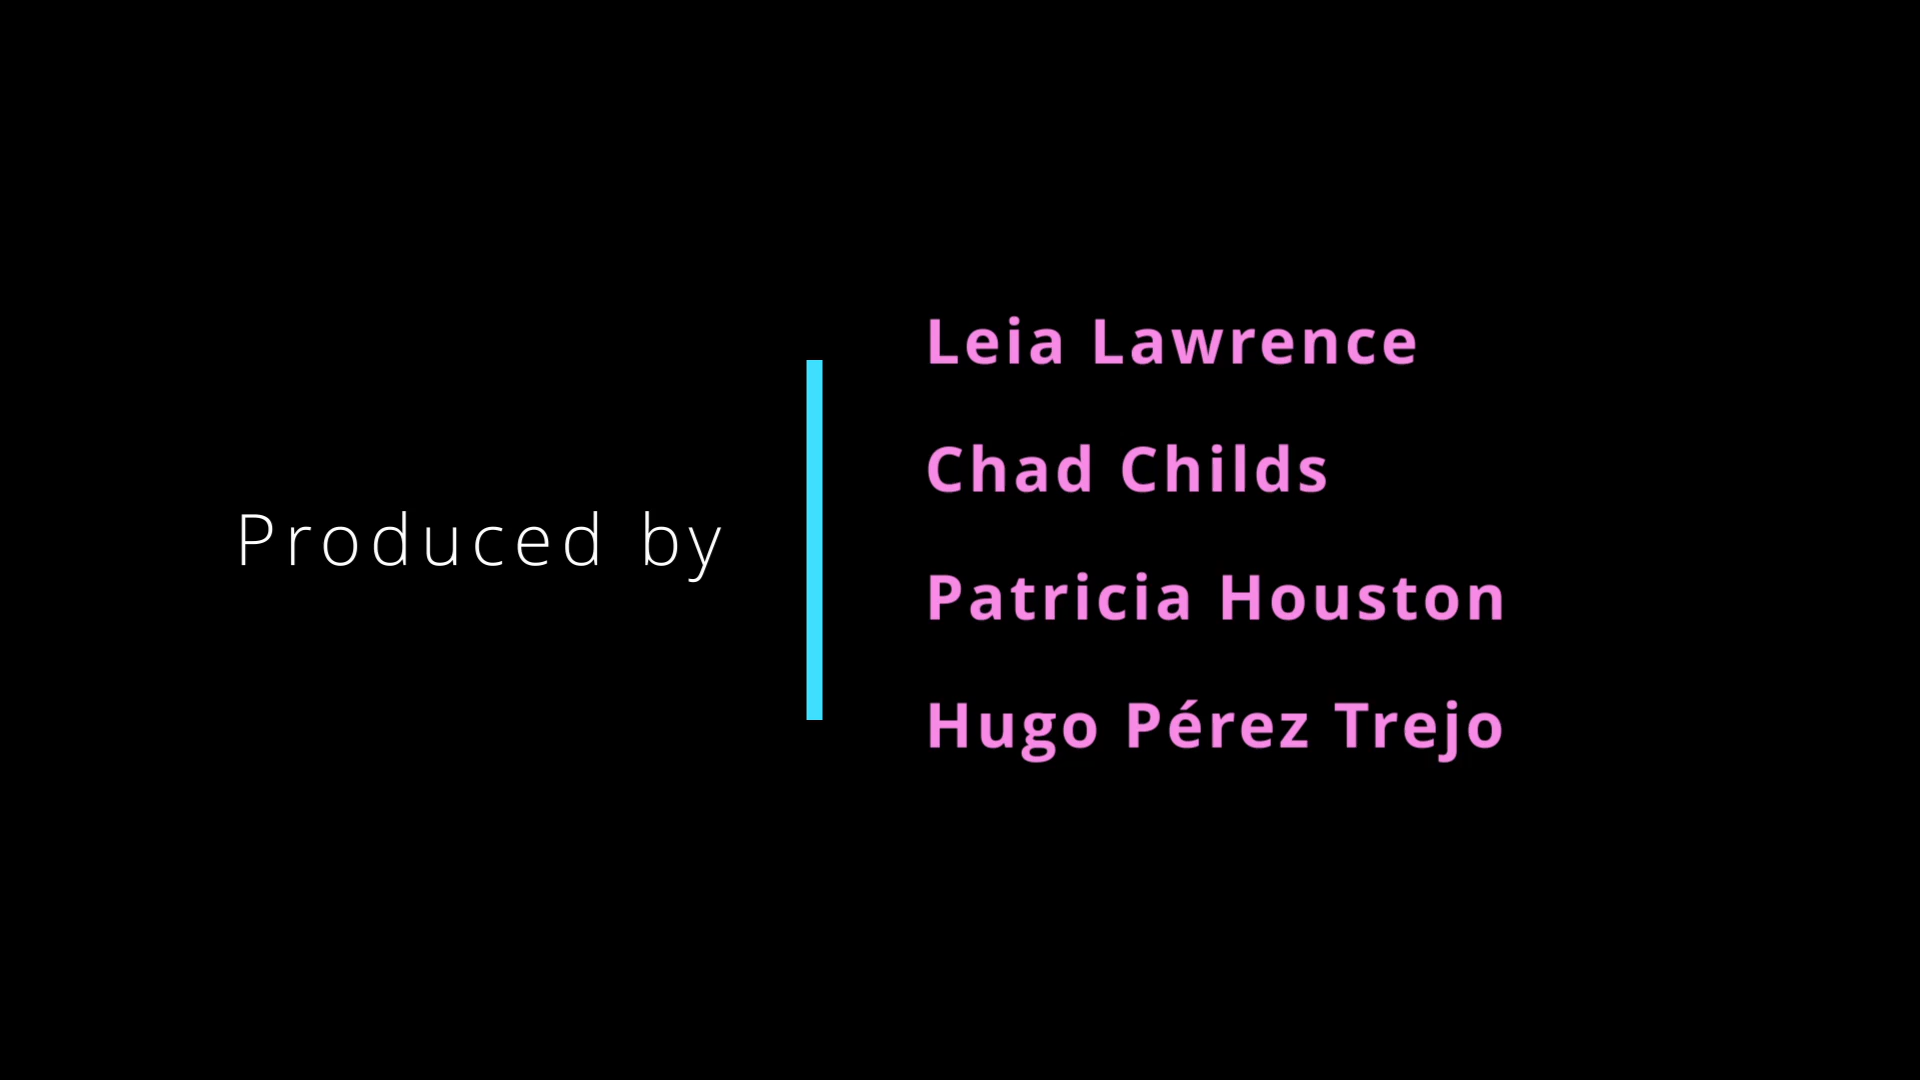 Produced by
Leia Lawrence
Chad Childs
Patricia Houston
Hugo Pérez Trejo